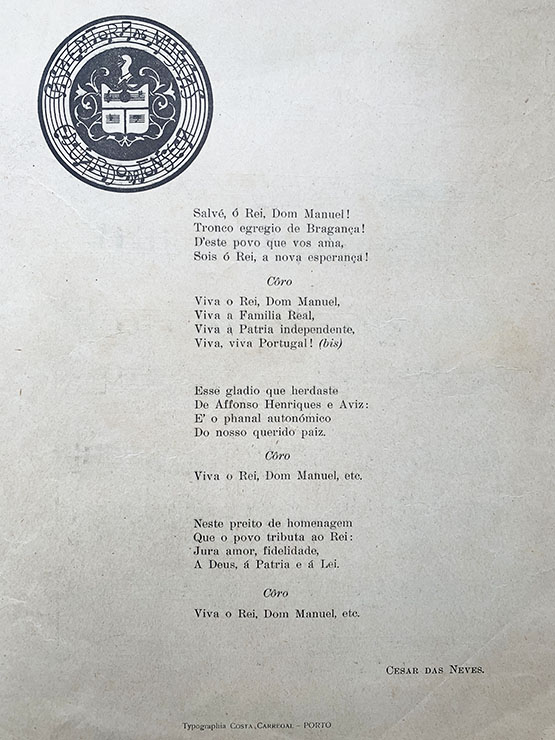 Salvé, ó Rei, Dom Manuel!
Tronco egregio de Bragança!
D'este povo que vos ama,
Sois ó Rei, a nova esperança!
Côro
Viva o Rei, Dom Manuel,
Viva a Familia Real,
Viva a Patria independente,
Viva, viva Portugal! (bis)
Esse gladio que herdaste
De Affonso Henriques e Aviz:
E' o phanal autonómico
Do nosso querido paiz.
Côro
Viva o Rei, Dom Manuel, etc.
Neste preito de homenagem
Que o povo tributa ao Rei:
Jura amor, fidelidade,
A Deus, á Patria e á Lei.
Côro
Viva o Rei, Dom Manuel, etc.
CESAR DAS NEVES.
Typographia COSTA CARREGAL – PORTO